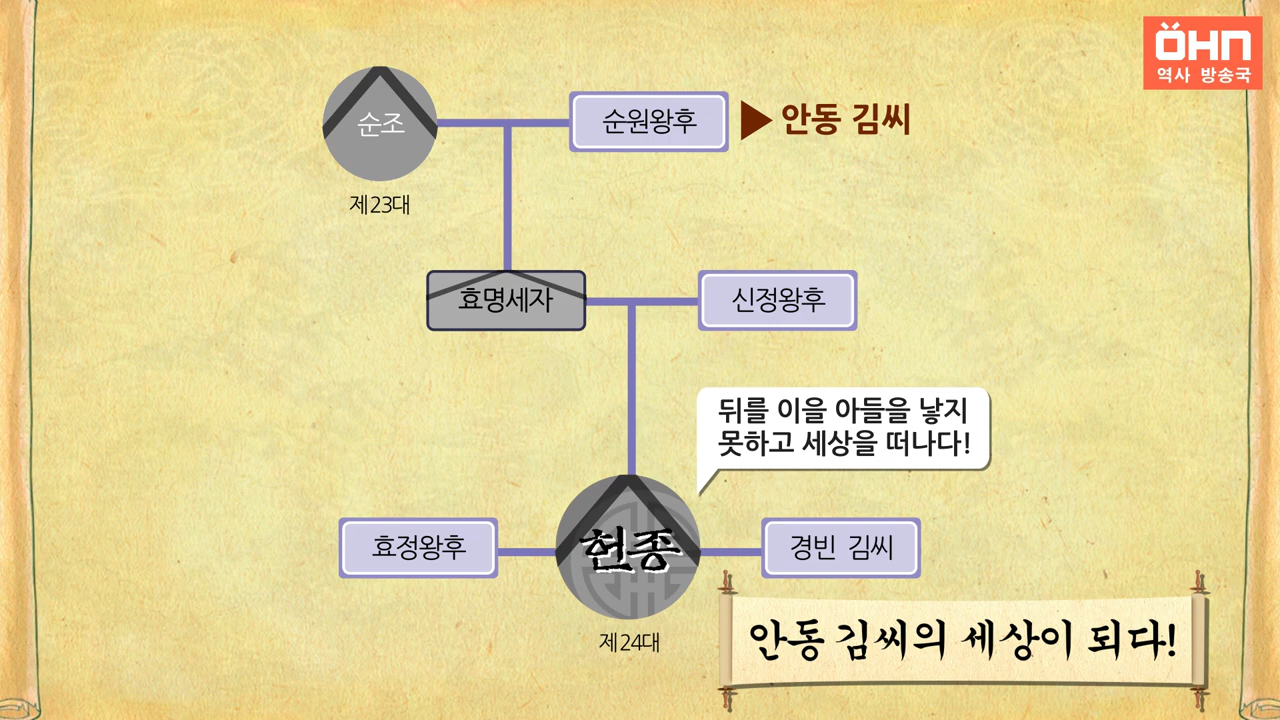 ÖHN
역사 방송국
순조
순원왕후
안동 김씨
제23대
효명세자
신정왕후
뒤를 이을 아들을 낳지
못하고 세상을 떠나다!
효정왕후
헌종
경빈 김씨
제24대
안동 김씨의 세상이 되다!